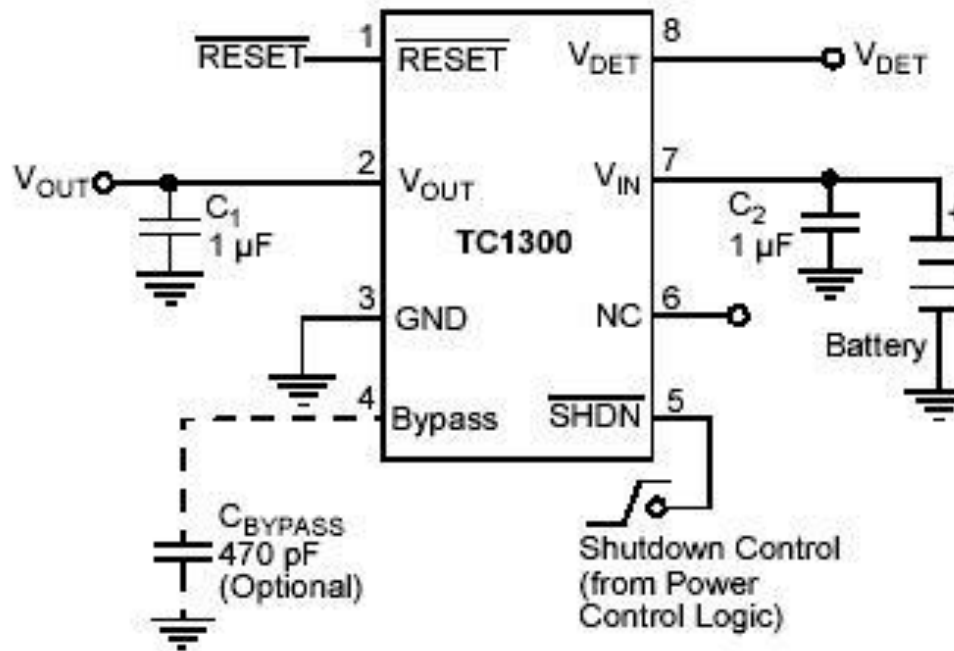 RESET
1
RESET
VDET
8
VDET
VOUT
2
VOUT
VIN
7
C1
1 µF
C2
1 µF
TC1300
+
3
GND
NC
6
Battery
4
Bypass
SHDN
5
CBYPASS
470 pF
(Optional)
Shutdown Control
(from Power
Control Logic)